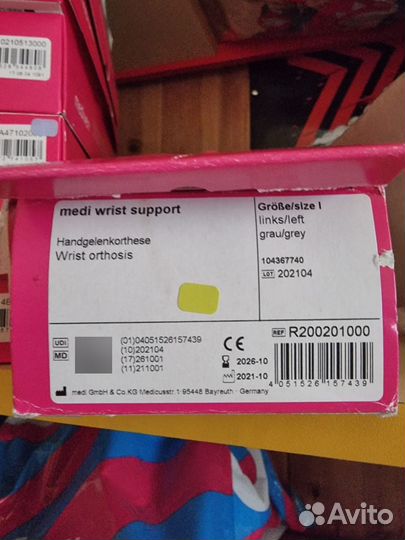 0210513000
A47102
medi wrist support
Handgelenkorthese
Wrist orthosis
Größe/size I
links/left
grau/grey
104367740
LOT 202104
UDI
MD
(01)04051526157439
(10)202104
(17)261001
(11)211001
CE
2026-10
2021-10
REF R200201000
4 051526 157439
medi GmbH & Co.KG Medicusstr.1·95448 Bayreuth · Germany
Avito